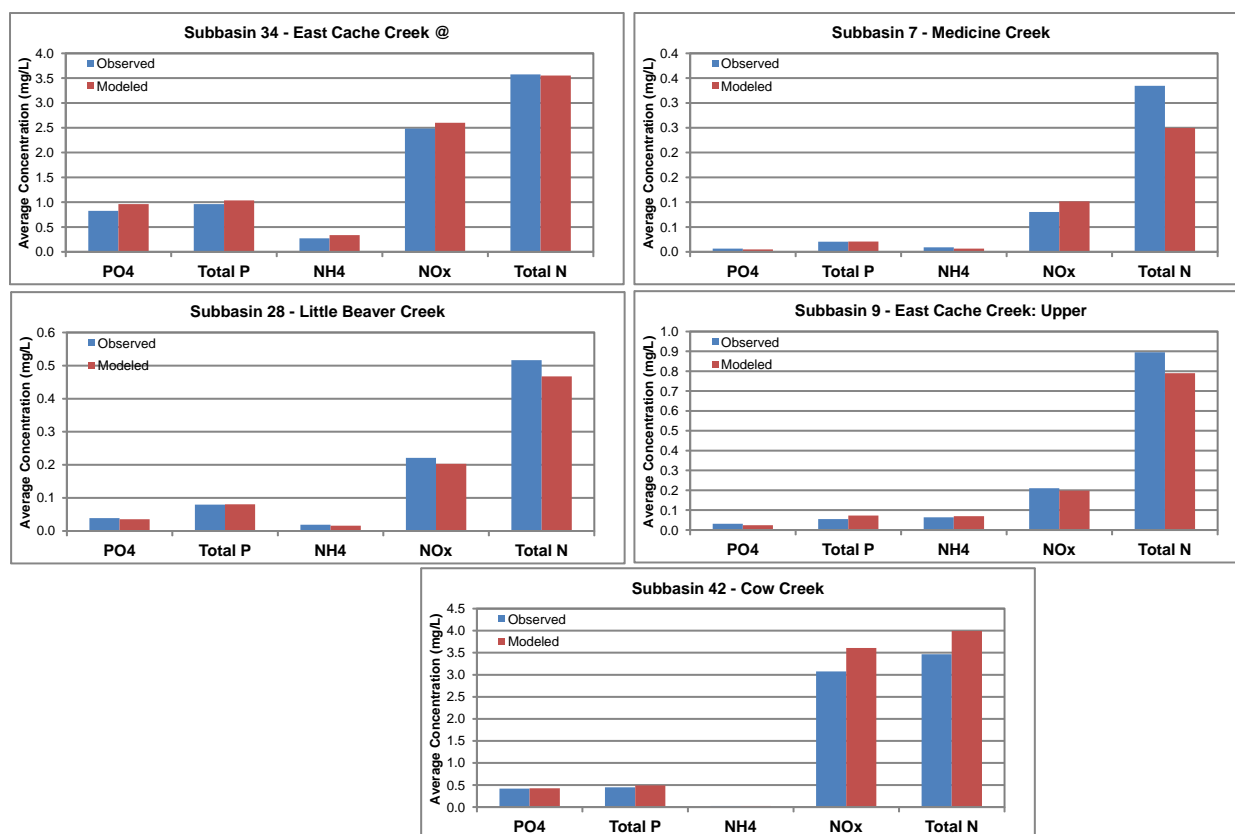 Subbasin 34 - East Cache Creek @
Average Concentration (mg/L)
4.0
3.5
3.0
2.5
2.0
1.5
1.0
0.5
0.0
Observed
Modeled
PO4 Total P NH4 NOx Total N
Subbasin 7 - Medicine Creek
Average Concentration (mg/L)
0.4
0.4
0.3
0.3
0.2
0.2
0.1
0.1
0.0
Observed
Modeled
PO4 Total P NH4 NOx Total N
Subbasin 28 - Little Beaver Creek
Average Concentration (mg/L)
0.6
0.5
0.4
0.3
0.2
0.1
0.0
Observed
Modeled
PO4 Total P NH4 NOx Total N
Subbasin 9 - East Cache Creek: Upper
Average Concentration (mg/L)
1.0
0.9
0.8
0.7
0.6
0.5
0.4
0.3
0.2
0.1
0.0
Observed
Modeled
PO4 Total P NH4 NOx Total N
Subbasin 42 - Cow Creek
Average Concentration (mg/L)
4.5
4.0
3.5
3.0
2.5
2.0
1.5
1.0
0.5
0.0
Observed
Modeled
PO4 Total P NH4 NOx Total N